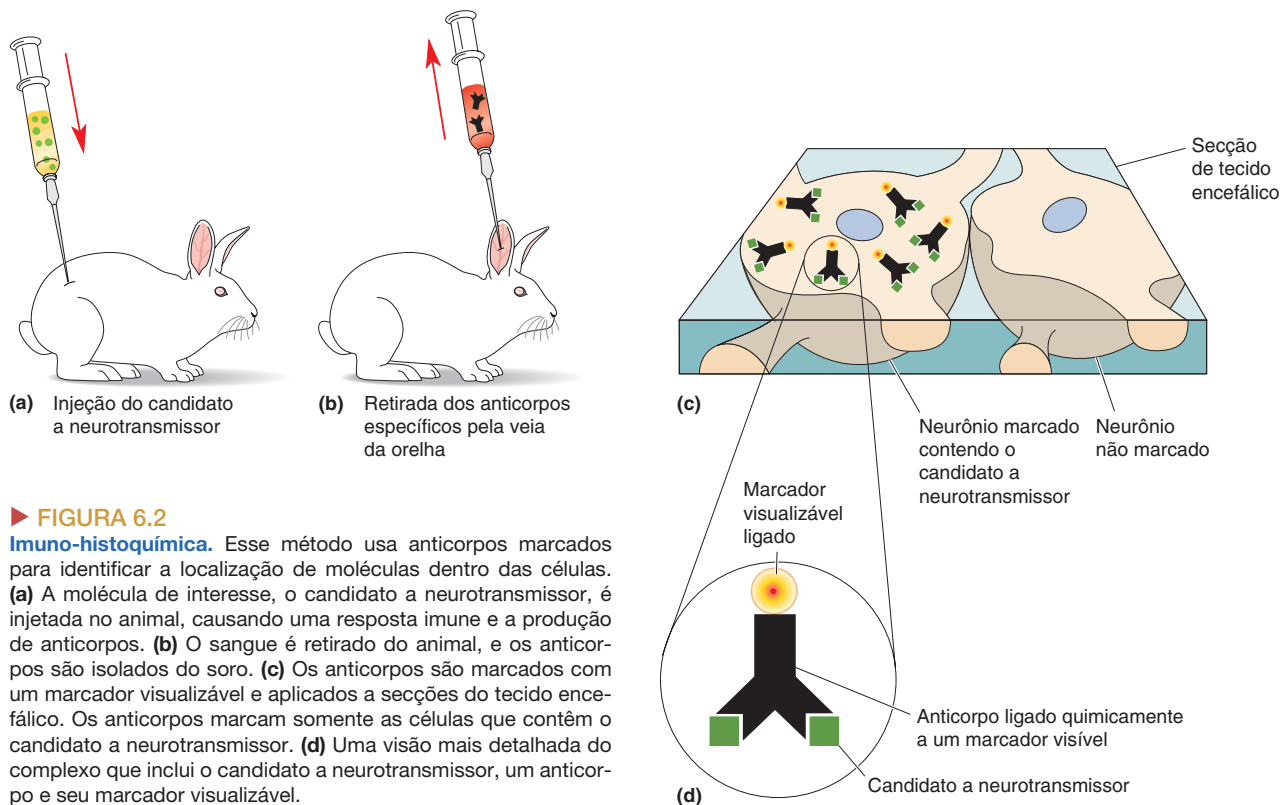 (a) Injeção do candidato
a neurotransmissor
(b) Retirada dos anticorpos
específicos pela veia
da orelha
Secção
de tecido
encefálico
(c)
Neurônio marcado
contendo o
candidato a
neurotransmissor
Neurônio
não marcado
▶ FIGURA 6.2
Imuno-histoquímica. Esse método usa anticorpos marcados
para identificar a localização de moléculas dentro das células.
(a) A molécula de interesse, o candidato a neurotransmissor, é
injetada no animal, causando uma resposta imune e a produção
de anticorpos. (b) O sangue é retirado do animal, e os anticor-
pos são isolados do soro. (c) Os anticorpos são marcados com
um marcador visualizável e aplicados a secções do tecido ence-
fálico. Os anticorpos marcam somente as células que contêm o
candidato a neurotransmissor. (d) Uma visão mais detalhada do
complexo que inclui o candidato a neurotransmissor, um anticor-
po e seu marcador visualizável.
Marcador
visualizável
ligado
Anticorpo ligado quimicamente
a um marcador visível
Candidato a neurotransmissor
(d)